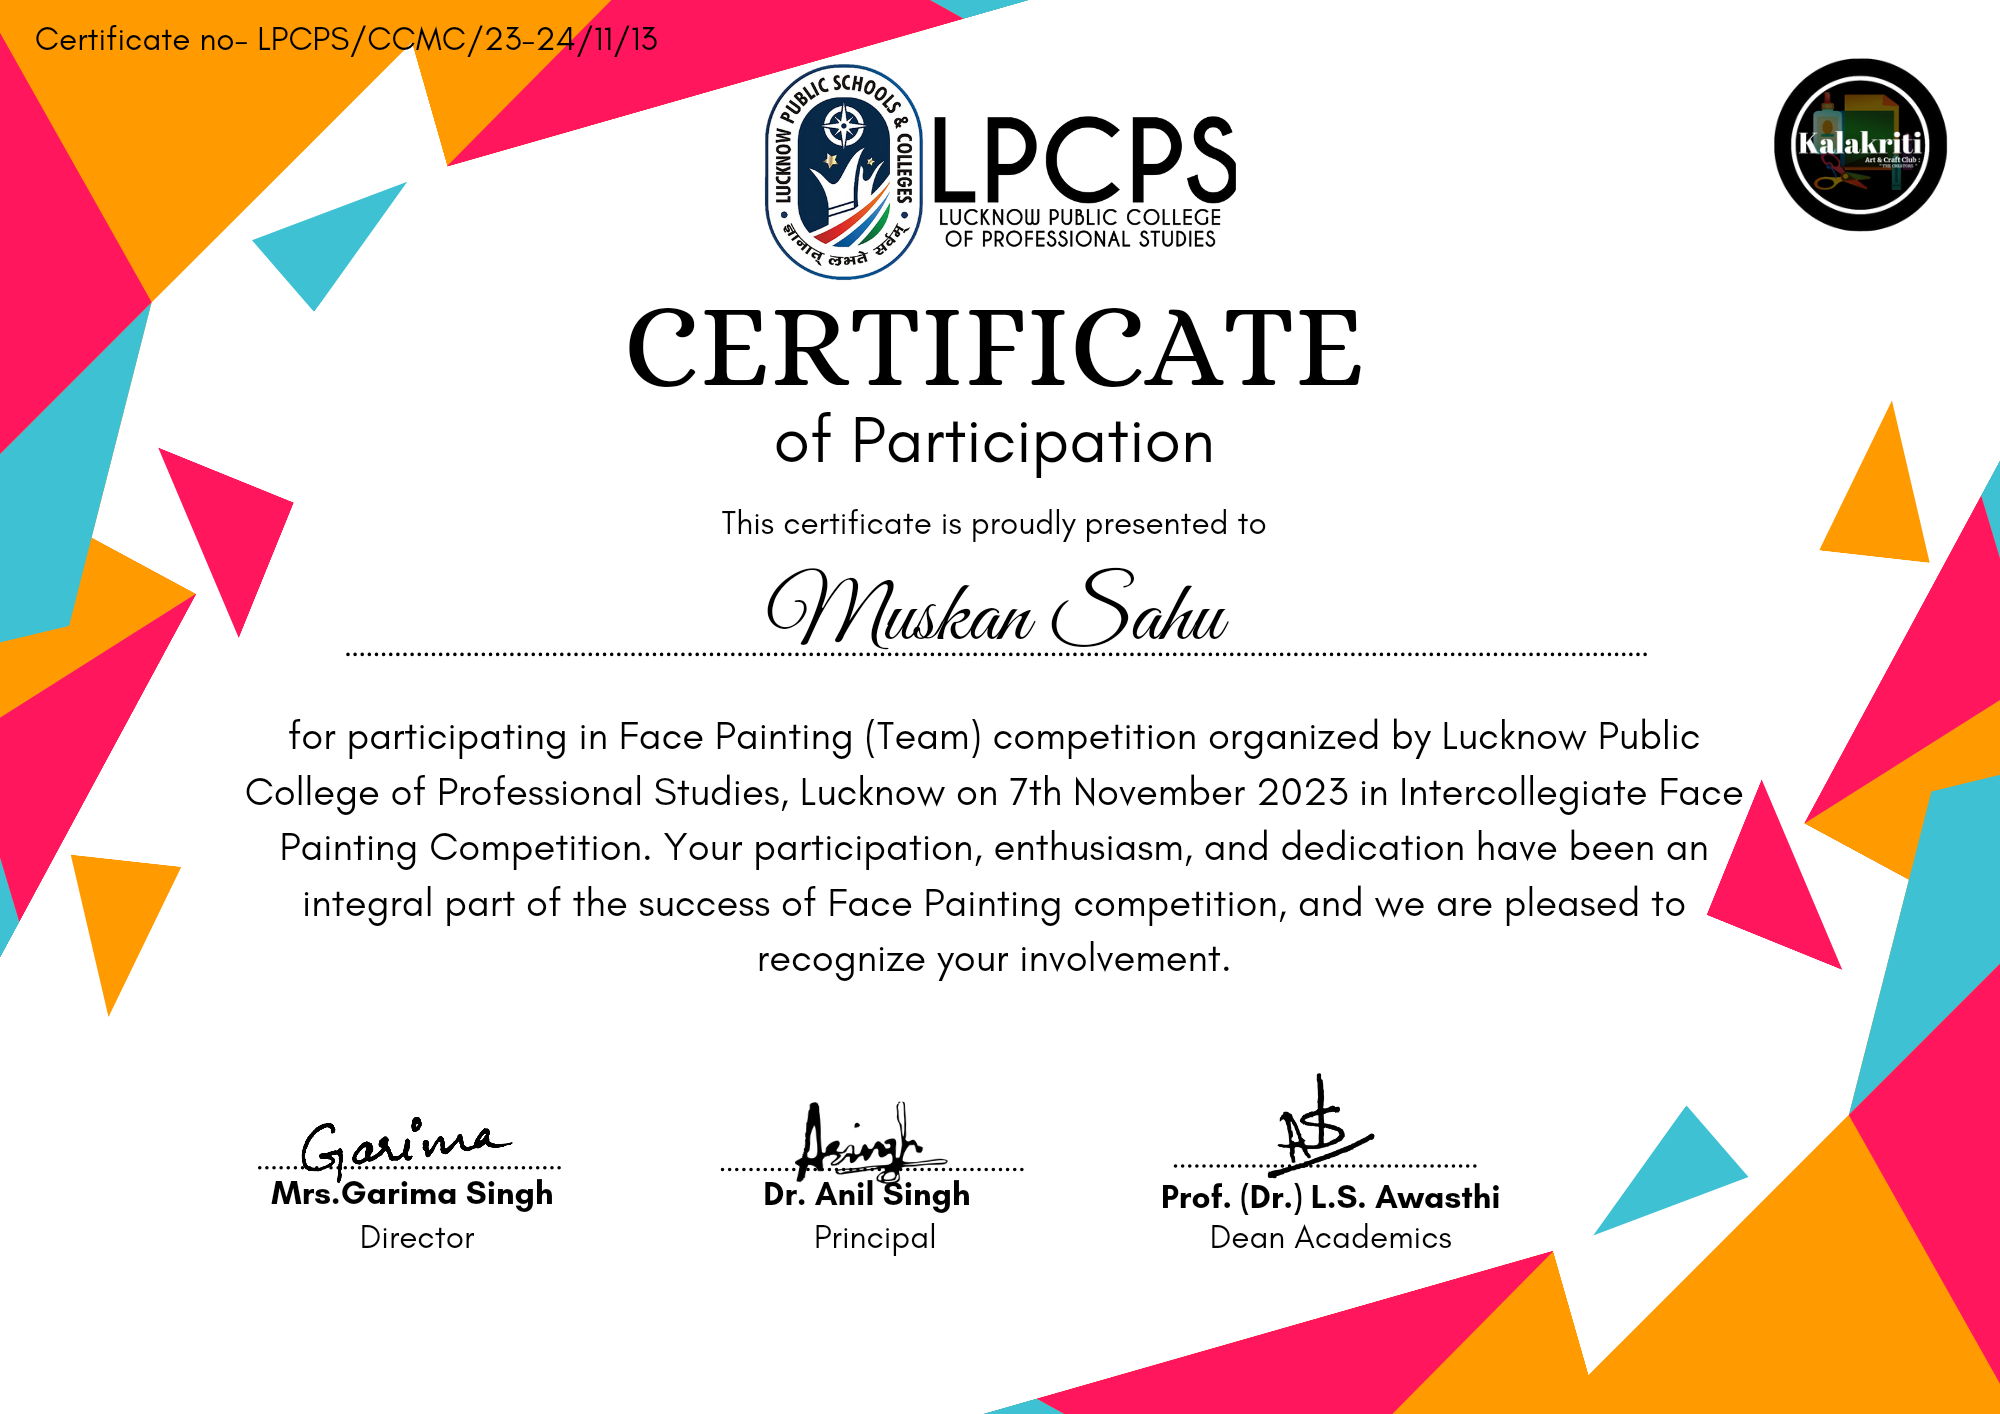 Certificate no- LPCPS/CCMC/23-24/11/13
LUCKNOW PUBLIC SCHOOLS & COLLEGES
ज्ञानात् लभते सर्वम्
LPCPS
LUCKNOW PUBLIC COLLEGE
OF PROFESSIONAL STUDIES
Kalakriti
Art & Craft Club :
" THE CREATORS "
CERTIFICATE
of Participation
This certificate is proudly presented to
Muskan Sahu
for participating in Face Painting (Team) competition organized by Lucknow Public
College of Professional Studies, Lucknow on 7th November 2023 in Intercollegiate Face
Painting Competition. Your participation, enthusiasm, and dedication have been an
integral part of the success of Face Painting competition, and we are pleased to
recognize your involvement.
Garima
Asingh
AS
Mrs.Garima Singh
Dr. Anil Singh
Prof. (Dr.) L.S. Awasthi
Director
Principal
Dean Academics